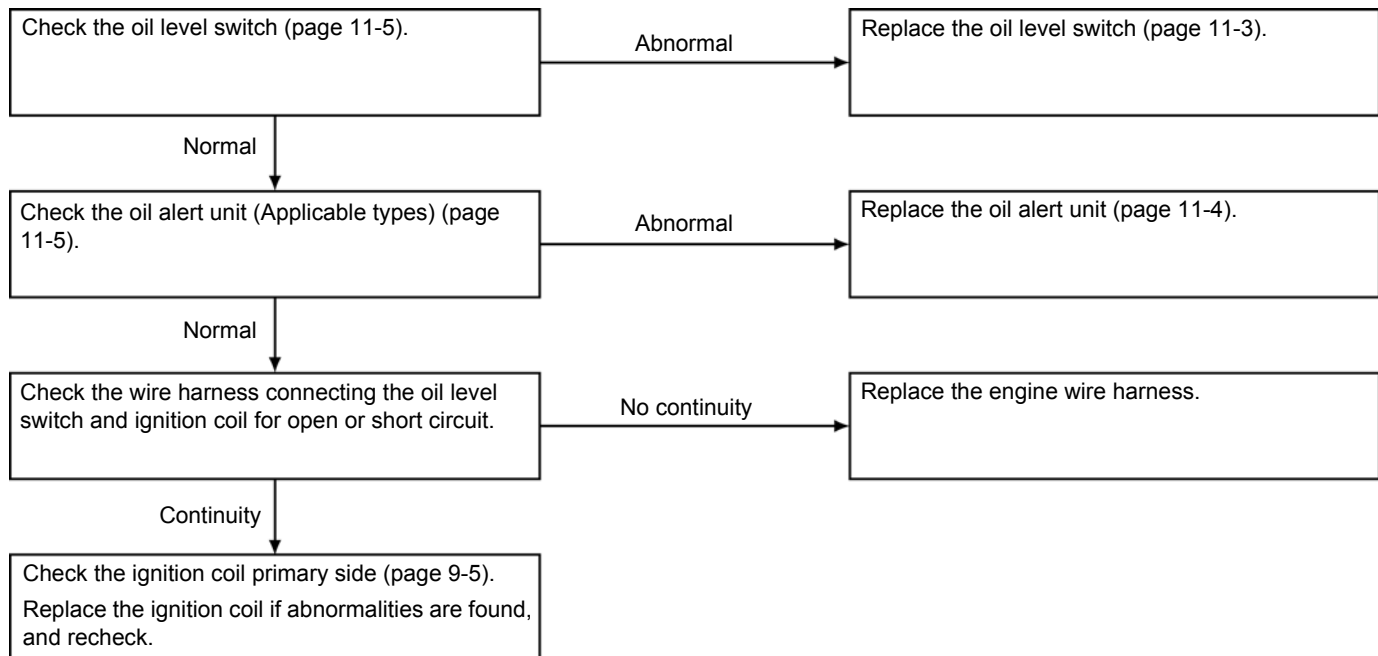 Check the oil level switch (page 11-5).
Abnormal
Replace the oil level switch (page 11-3).
Normal
Check the oil alert unit (Applicable types) (page
11-5).
Abnormal
Replace the oil alert unit (page 11-4).
Normal
Check the wire harness connecting the oil level
switch and ignition coil for open or short circuit.
No continuity
Replace the engine wire harness.
Continuity
Check the ignition coil primary side (page 9-5).
Replace the ignition coil if abnormalities are found,
and recheck.